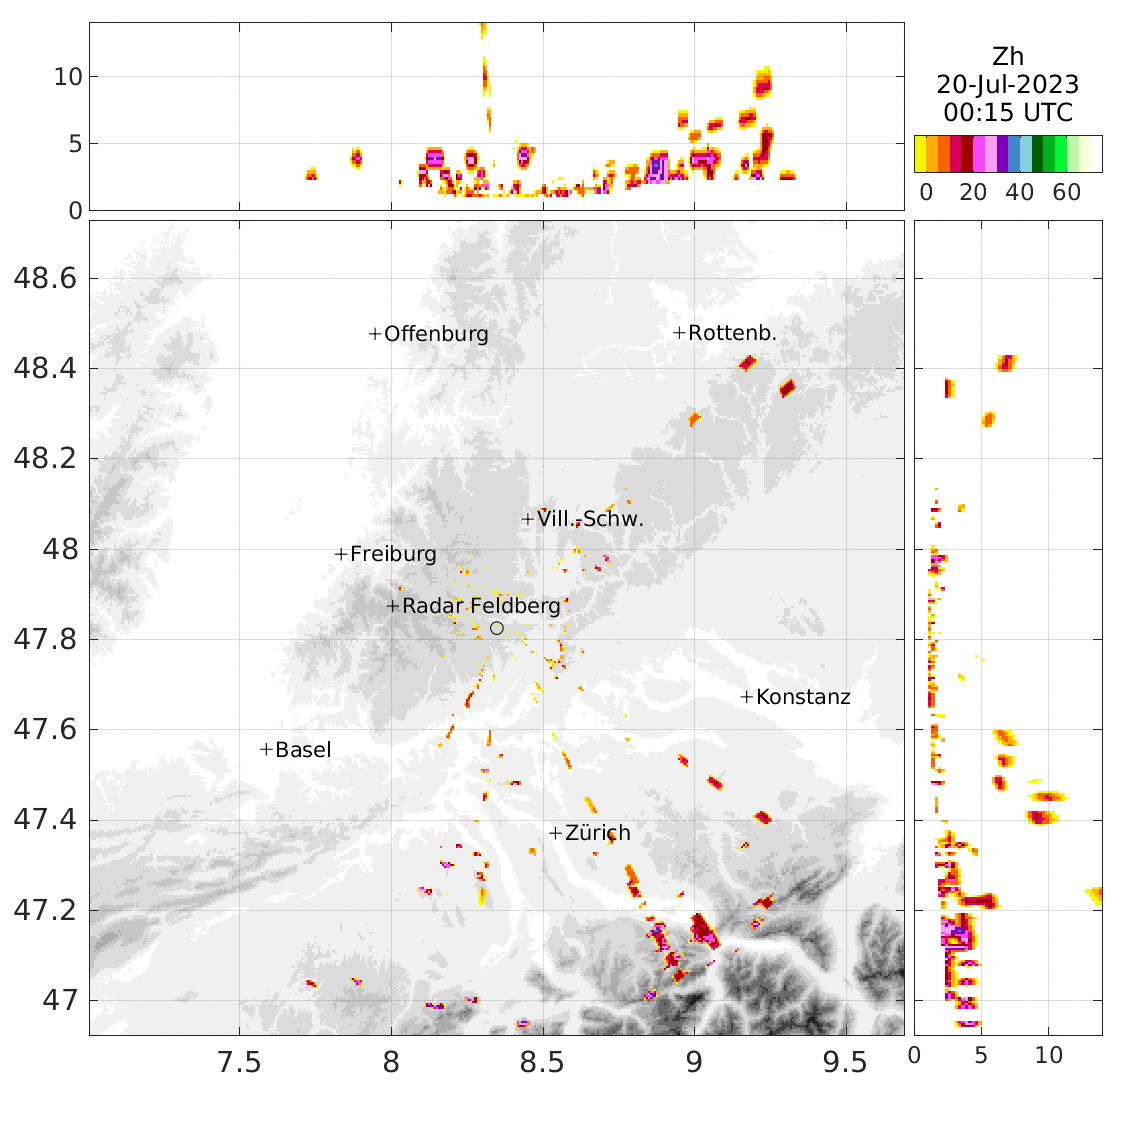 10
5
0
Zh
20-Jul-2023
00:15 UTC
0 20 40 60
48.6
48.4
48.2
48
47.8
47.6
47.4
47.2
47
+Offenburg
+Rottenb.
+Vill.-Schw.
+Freiburg
+Radar Feldberg
+Konstanz
+Basel
+Zürich
7.5 8 8.5 9 9.5
0 5 10